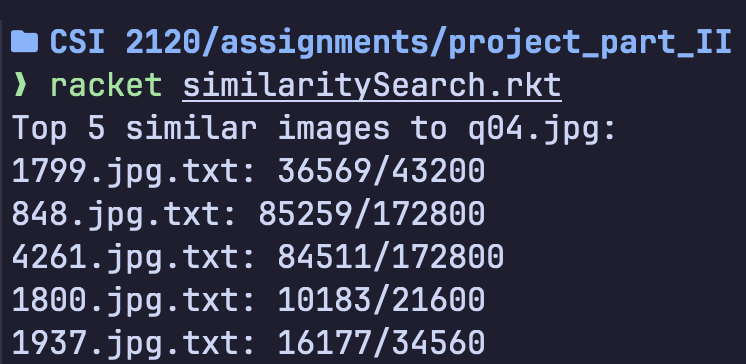 CSI 2120/assignments/project_part_II
❫ racket similaritySearch.rkt
Top 5 similar images to q04.jpg:
1799.jpg.txt: 36569/43200
848.jpg.txt: 85259/172800
4261.jpg.txt: 84511/172800
1800.jpg.txt: 10183/21600
1937.jpg.txt: 16177/34560